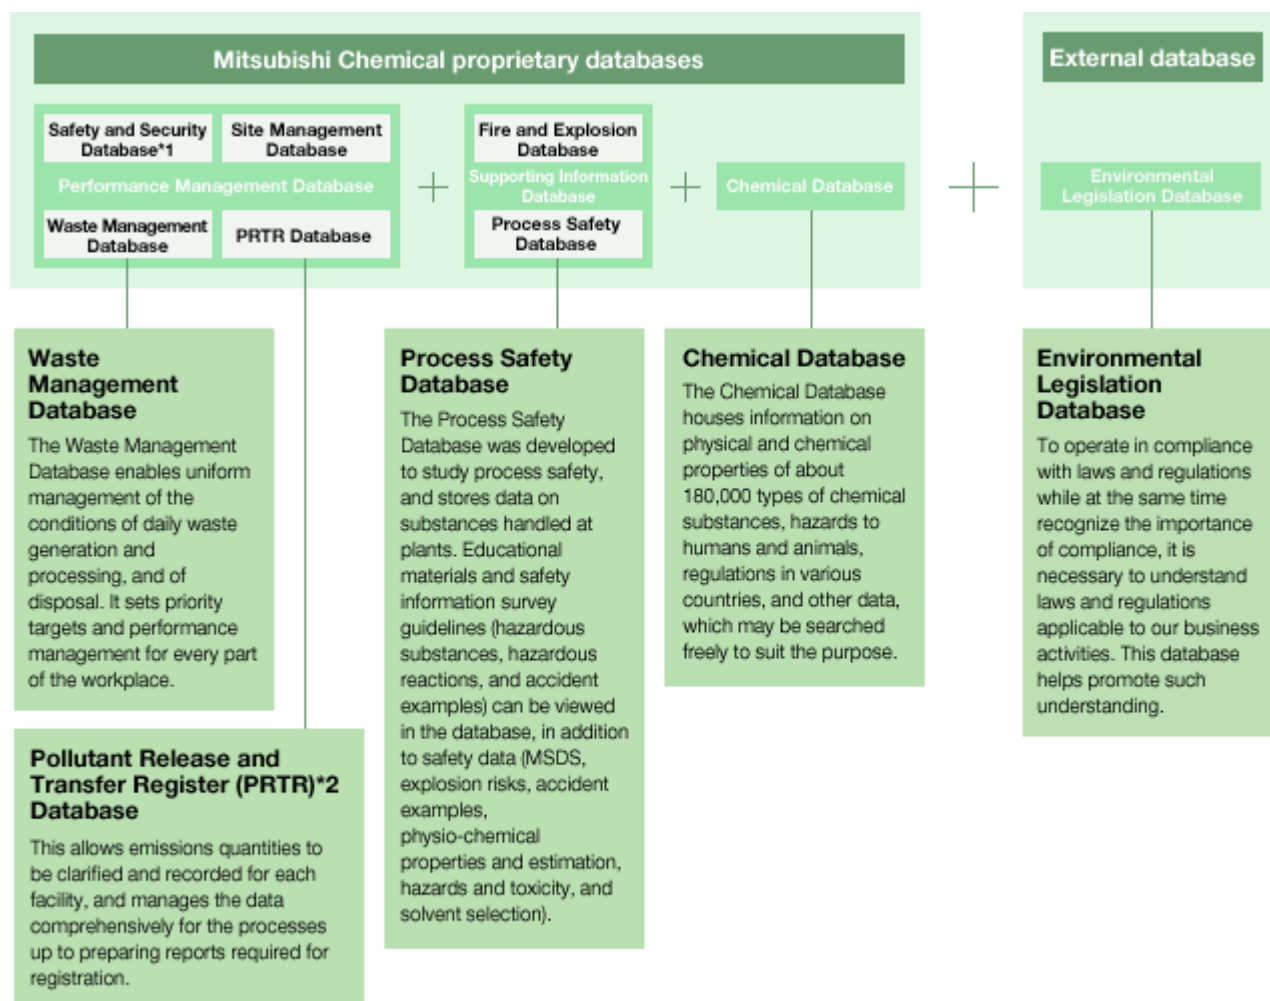 Mitsubishi Chemical proprietary databases
External database
Safety and Security
Database*1
Site Management
Database
Performance Management Database
Waste Management
Database
PRTR Database
Fire and Explosion
Database
Supporting Information
Database
Process Safety
Database
Chemical Database
Environmental
Legislation Database
Waste
Management
Database
The Waste Management
Database enables uniform
management of the
conditions of daily waste
generation and
processing, and of
disposal. It sets priority
targets and performance
management for every part
of the workplace.
Pollutant Release and
Transfer Register (PRTR)*2
Database
This allows emissions quantities to
be clarified and recorded for each
facility, and manages the data
comprehensively for the processes
up to preparing reports required for
registration.
Process Safety
Database
The Process Safety
Database was developed
to study process safety,
and stores data on
substances handled at
plants. Educational
materials and safety
information survey
guidelines (hazardous
substances, hazardous
reactions, and accident
examples) can be viewed
in the database, in addition
to safety data (MSDS,
explosion risks, accident
examples,
physio-chemical
properties and estimation,
hazards and toxicity, and
solvent selection).
Chemical Database
The Chemical Database
houses information on
physical and chemical
properties of about
180,000 types of chemical
substances, hazards to
humans and animals,
regulations in various
countries, and other data,
which may be searched
freely to suit the purpose.
Environmental
Legislation
Database
To operate in compliance
with laws and regulations
while at the same time
recognize the importance
of compliance, it is
necessary to understand
laws and regulations
applicable to our business
activities. This database
helps promote such
understanding.